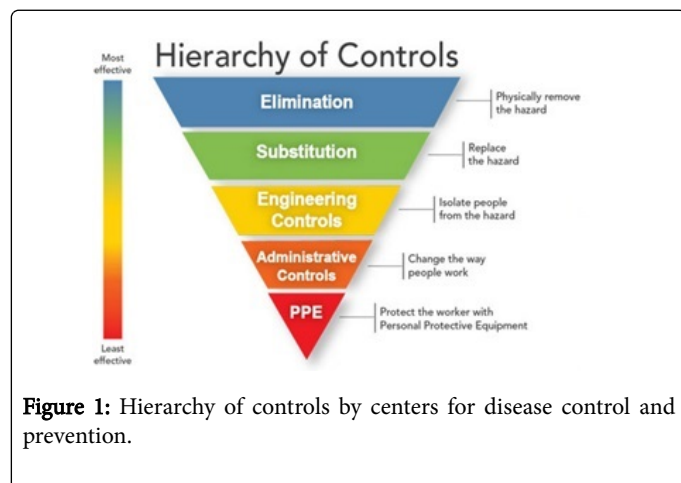 Hierarchy of Controls
Most
effective
Elimination
Physically remove
the hazard
Substitution
Replace
the hazard
Engineering
Controls
Isolate people
from the hazard
Administrative
Controls
Change the way
people work
PPE
Protect the worker with
Personal Protective Equipment
Least
effective
Figure 1: Hierarchy of controls by centers for disease control and
prevention.